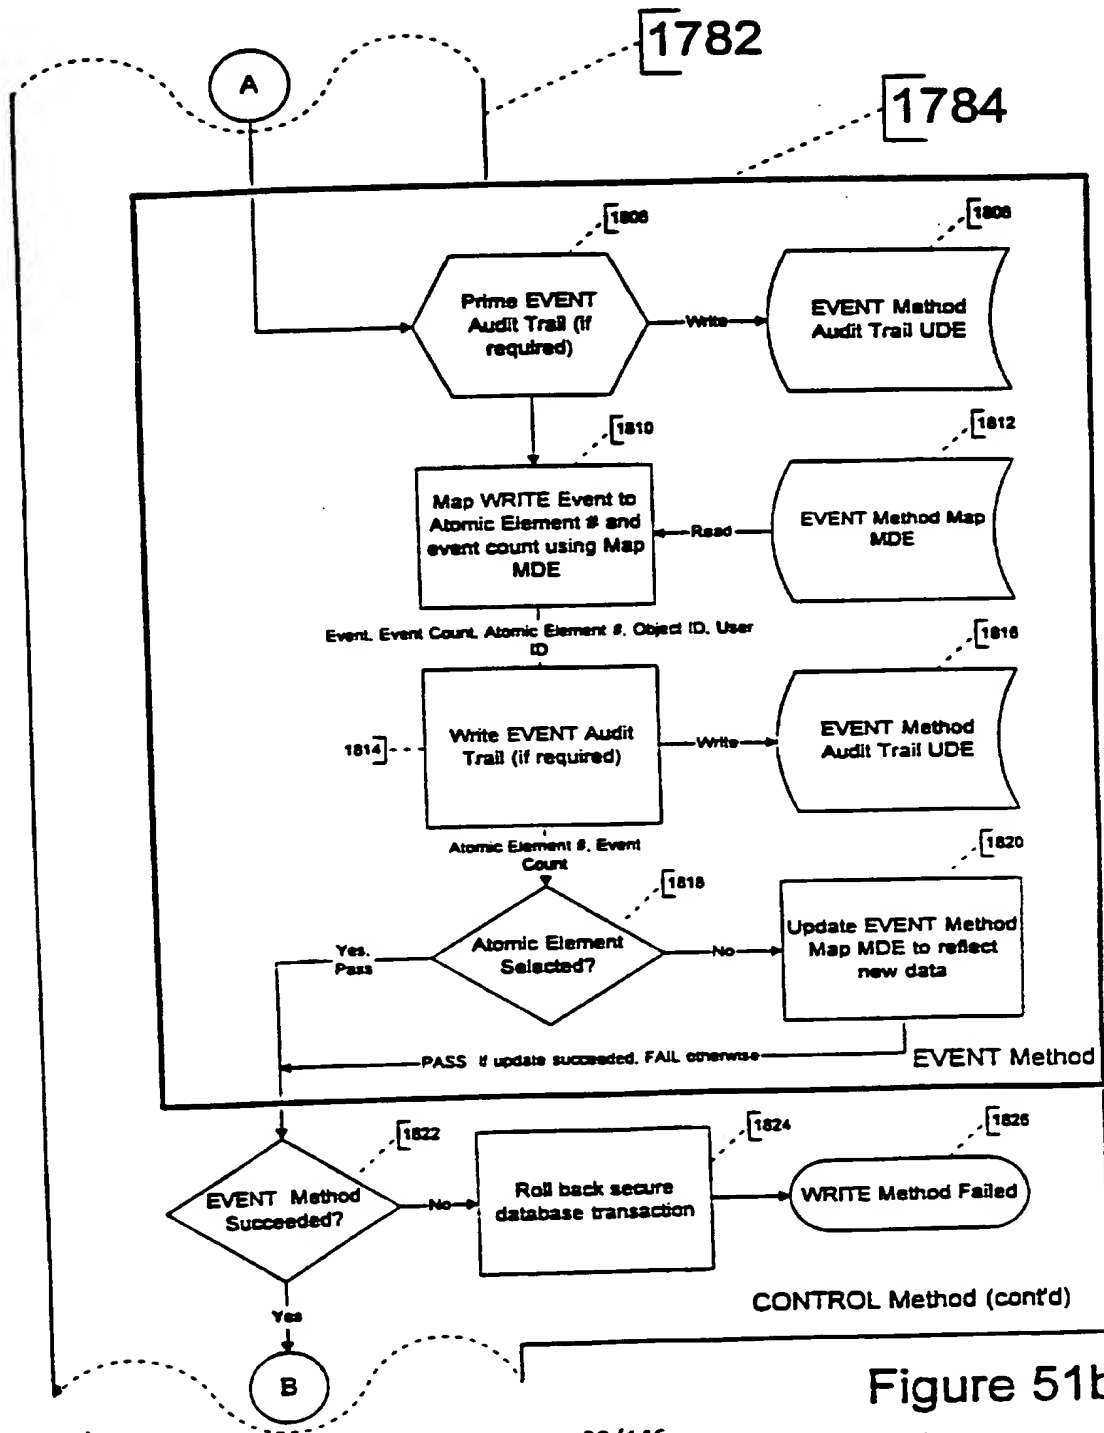 1782
A
1784
1806
1808
Prime EVENT
Audit Trail (if
required)
Write
EVENT Method
Audit Trail UDE
1810
1812
Map WRITE Event to
Atomic Element # and
event count using Map
MDE
Read
EVENT Method Map
MDE
Event, Event Count, Atomic Element #, Object ID, User
ID
1816
1814
Write EVENT Audit
Trail (if required)
Write
EVENT Method
Audit Trail UDE
Atomic Element #, Event
Count
1820
1818
Yes,
Pass
Atomic Element
Selected?
No
Update EVENT Method
Map MDE to reflect
new data
PASS if update succeeded, FAIL otherwise
EVENT Method
1822
1824
1826
EVENT Method
Succeeded?
No
Roll back secure
database transaction
WRITE Method Failed
Yes
CONTROL Method (cont'd)
B
Figure 51b